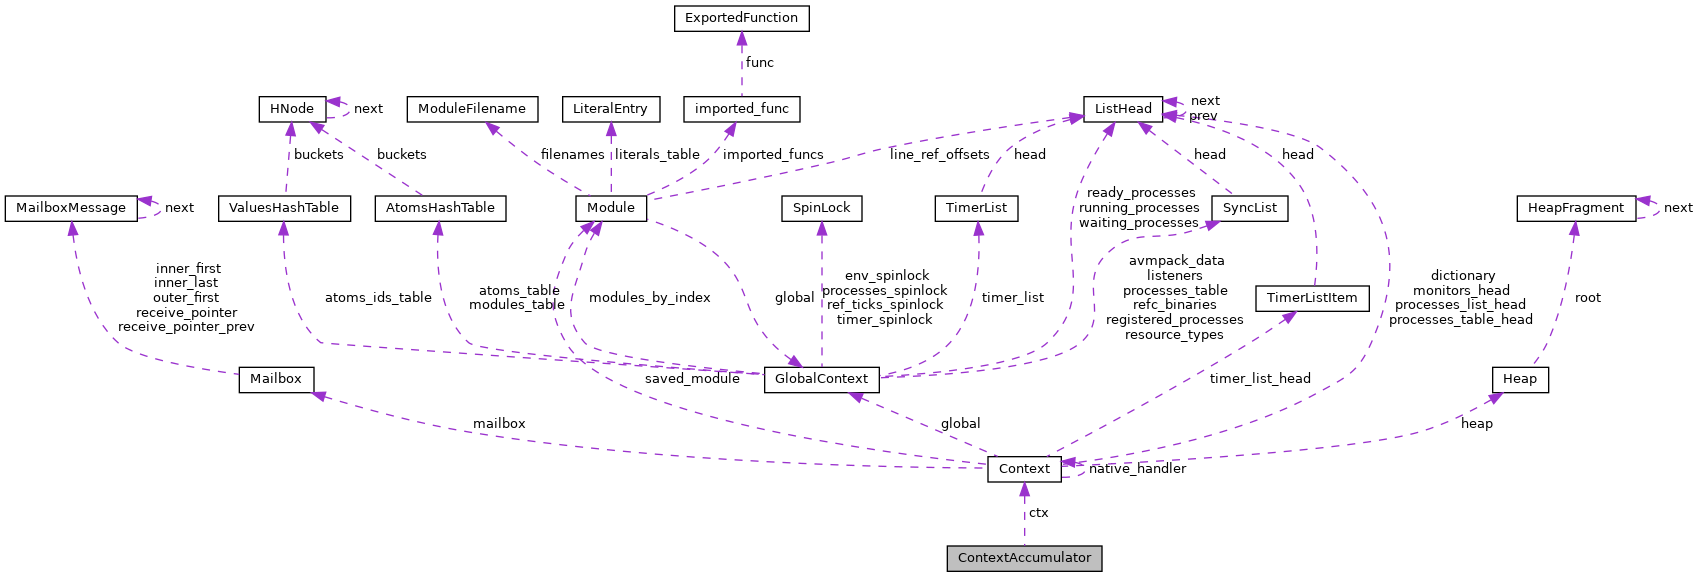 ExportedFunction
func
HNode
next
ModuleFilename
LiteralEntry
imported_func
ListHead
next
prev
buckets
buckets
filenames
literals_table
imported_funcs
line_ref_offsets
head
head
head
MailboxMessage
next
ValuesHashTable
AtomsHashTable
Module
SpinLock
TimerList
ready_processes
running_processes
waiting_processes
SyncList
HeapFragment
next
inner_first
inner_last
outer_first
receive_pointer
receive_pointer_prev
atoms_ids_table
atoms_table
modules_table
modules_by_index
global
env_spinlock
processes_spinlock
ref_ticks_spinlock
timer_spinlock
timer_list
avmpack_data
listeners
processes_table
refc_binaries
registered_processes
resource_types
TimerListItem
dictionary
monitors_head
processes_list_head
processes_table_head
root
Mailbox
saved_module
GlobalContext
timer_list_head
Heap
mailbox
global
heap
Context
native_handler
ctx
ContextAccumulator